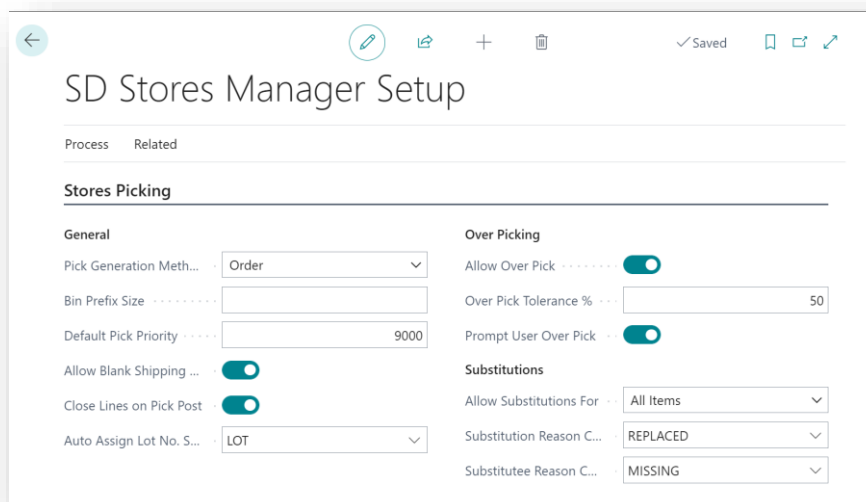 Saved
SD Stores Manager Setup
Process Related
Stores Picking
General
Pick Generation Meth... Order
Bin Prefix Size
Default Pick Priority 9000
Allow Blank Shipping ...
Close Lines on Pick Post
Auto Assign Lot No. S... LOT
Over Picking
Allow Over Pick
Over Pick Tolerance % 50
Prompt User Over Pick
Substitutions
Allow Substitutions For All Items
Substitution Reason C... REPLACED
Substitutee Reason C... MISSING